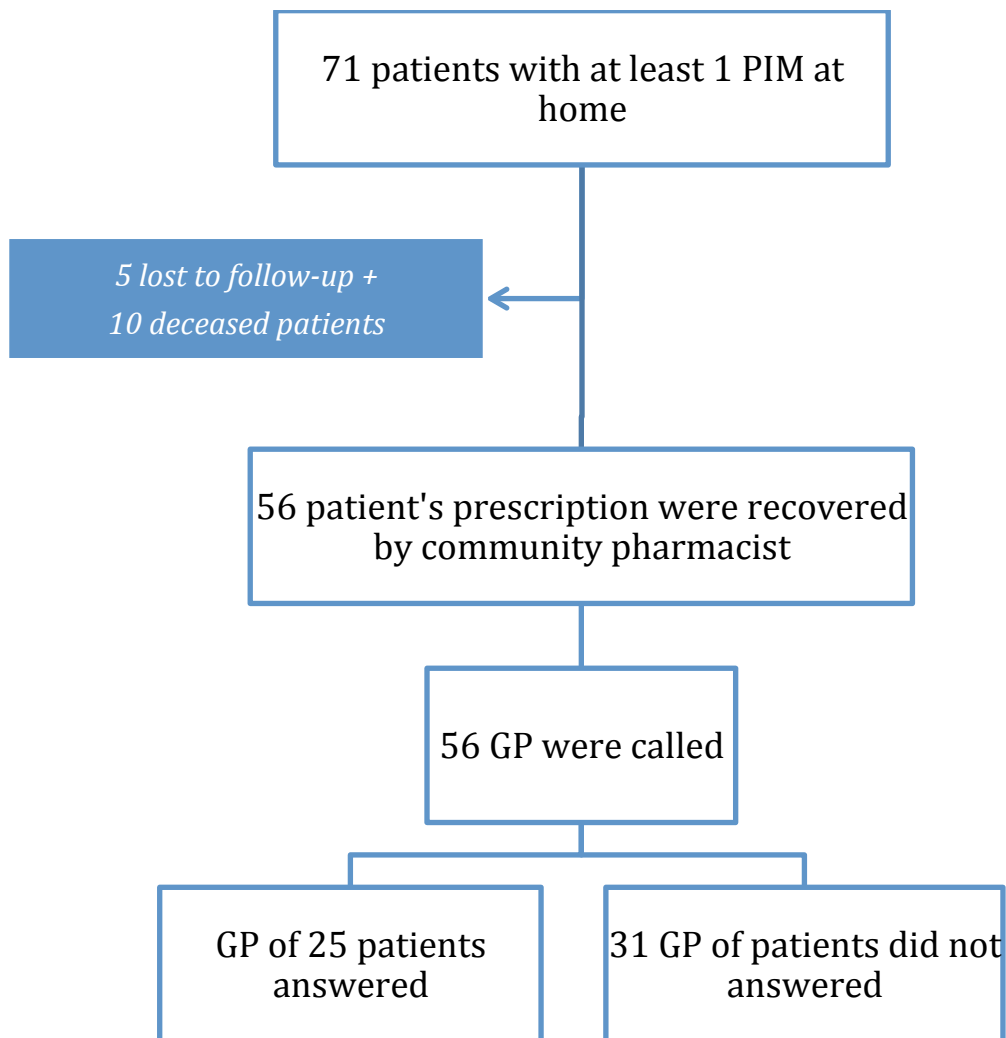 71 patients with at least 1 PIM at
home
5 lost to follow-up +
10 deceased patients
56 patient's prescription were recovered
by community pharmacist
56 GP were called
GP of 25 patients
answered
31 GP of patients did not
answered